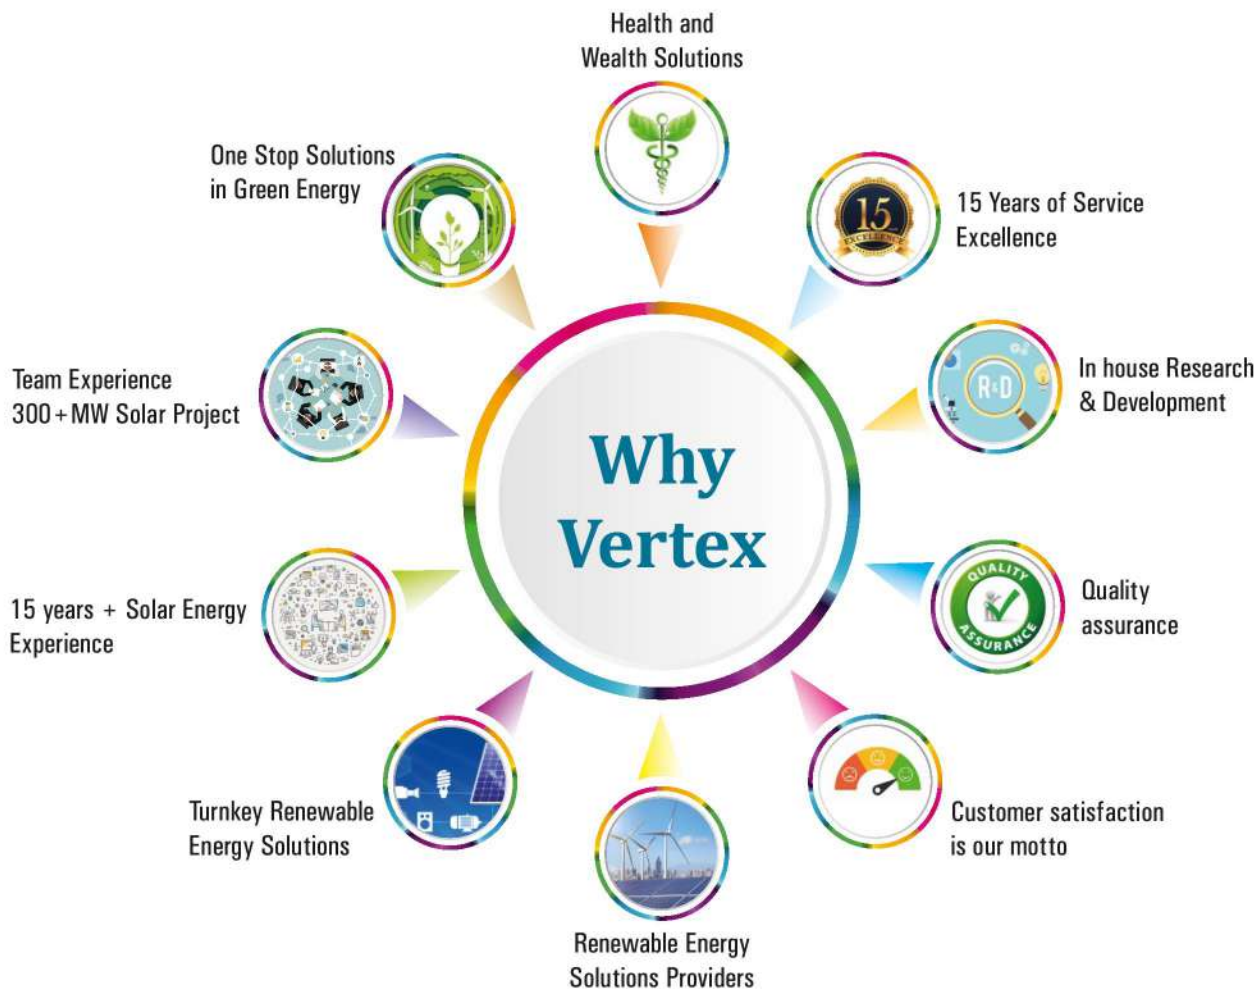 Health and
Wealth Solutions
One Stop Solutions
in Green Energy
15
EXCELLENCE
15 Years of Service
Excellence
Team Experience
300+MW Solar Project
R&D
In house Research
& Development
Why
Vertex
15 years + Solar Energy
Experience
QUALITY
ASSURANCE
Quality
assurance
Turnkey Renewable
Energy Solutions
Customer satisfaction
is our motto
Renewable Energy
Solutions Providers